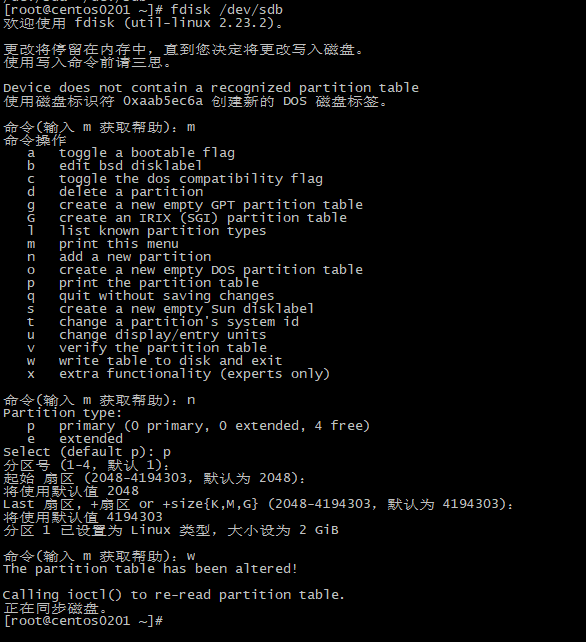 [root@centos0201 ~]# fdisk /dev/sdb
欢迎使用 fdisk (util-linux 2.23.2)。
更改将停留在内存中，直到您决定将更改写入磁盘。
使用写入命令前请三思。
Device does not contain a recognized partition table
使用磁盘标识符 0xaab5ec6a 创建新的 DOS 磁盘标签。
命令(输入 m 获取帮助)：m
命令操作
a   toggle a bootable flag
b   edit bsd disklabel
c   toggle the dos compatibility flag
d   delete a partition
g   create a new empty GPT partition table
G   create an IRIX (SGI) partition table
l   list known partition types
m   print this menu
n   add a new partition
o   create a new empty DOS partition table
p   print the partition table
q   quit without saving changes
s   create a new empty Sun disklabel
t   change a partition's system id
u   change display/entry units
v   verify the partition table
w   write table to disk and exit
x   extra functionality (experts only)
命令(输入 m 获取帮助)：n
Partition type:
p   primary (0 primary, 0 extended, 4 free)
e   extended
Select (default p): p
分区号 (1-4，默认 1)：
起始 扇区 (2048-4194303，默认为 2048)：
将使用默认值 2048
Last 扇区, +扇区 or +size{K,M,G} (2048-4194303，默认为 4194303)：
将使用默认值 4194303
分区 1 已设置为 Linux 类型，大小设为 2 GiB
命令(输入 m 获取帮助)：w
The partition table has been altered!
Calling ioctl() to re-read partition table.
正在同步磁盘。
[root@centos0201 ~]#